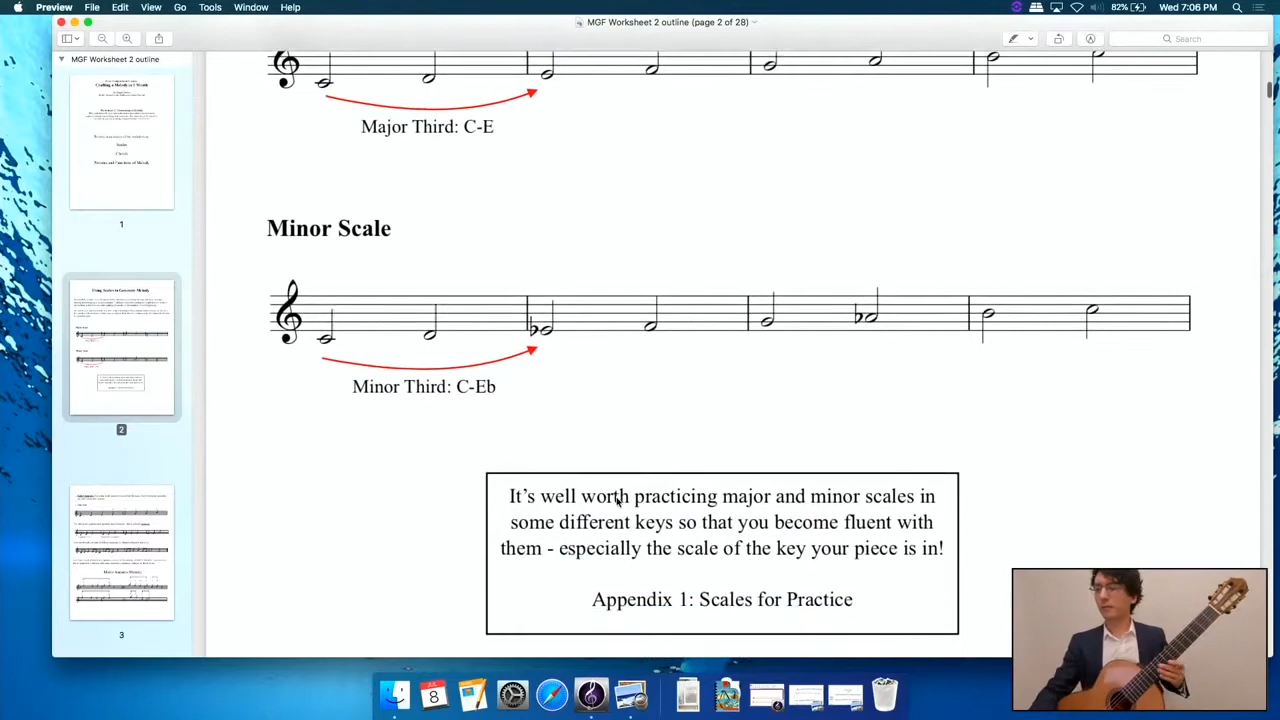 Preview File Edit View Go Tools Window Help 82% Wed 7:06 PM
MGF Worksheet 2 outline (page 2 of 28)
Search
MGF Worksheet 2 outline
1
2
3
Major Third: C-E
Minor Scale
Minor Third: C-Eb
It's well worth practicing major and minor scales in
some different keys so that you become fluent with
them - especially the scale of the key your piece is in!
Appendix 1: Scales for Practice
JUL
8